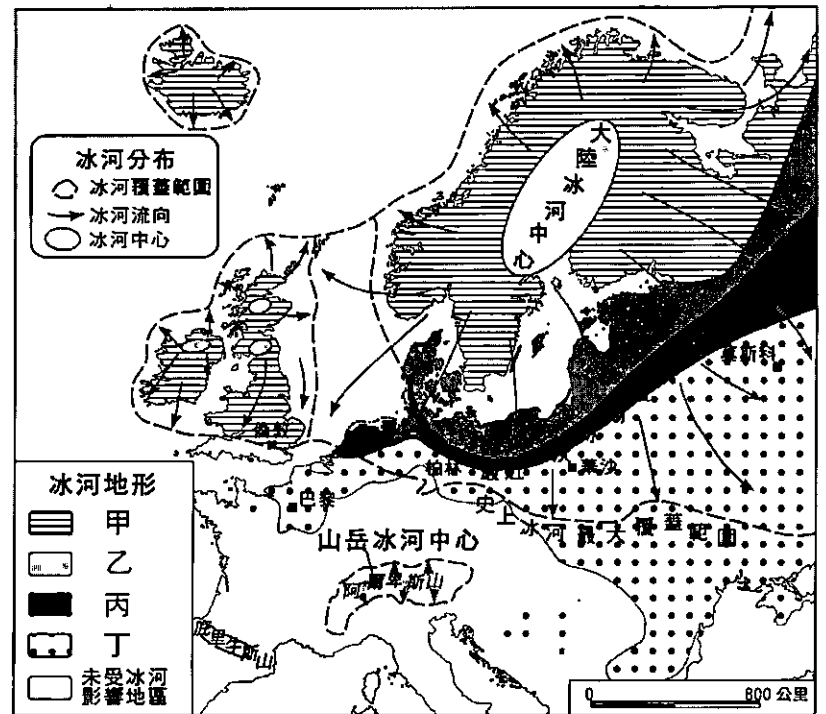 冰河分布
冰河覆蓋範圍
冰河流向
冰河中心
大陸冰河中心
莫斯科
倫敦
柏林
華沙
巴黎
史上冰河最大覆蓋範圍
山岳冰河中心
阿爾卑斯山
庇里牛斯山
冰河地形
甲
乙
丙
丁
未受冰河
影響地區
0 800 公里